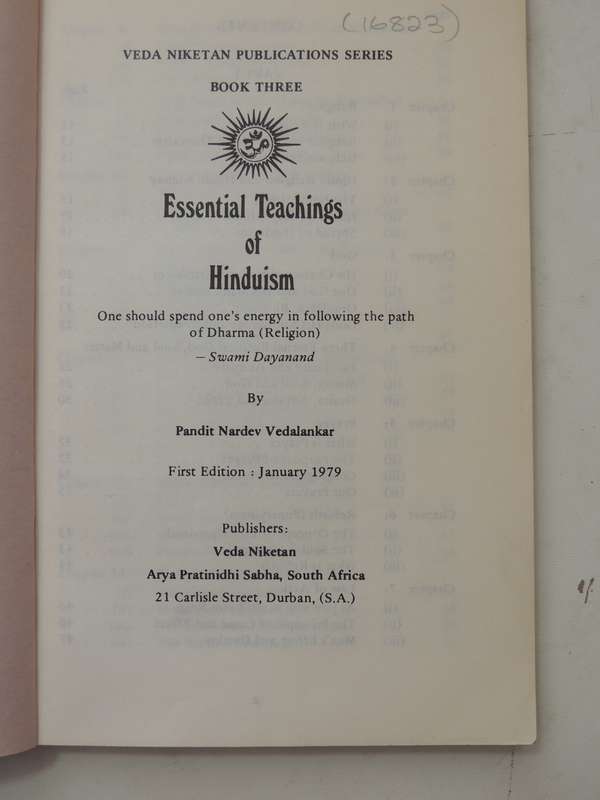 (16823)
VEDA NIKETAN PUBLICATIONS SERIES
BOOK THREE
ओ३म्
Essential Teachings
of
Hinduism
One should spend one's energy in following the path
of Dharma (Religion)
– Swami Dayanand
By
Pandit Nardev Vedalankar
First Edition : January 1979
Publishers:
Veda Niketan
Arya Pratinidhi Sabha, South Africa
21 Carlisle Street, Durban, (S.A.)